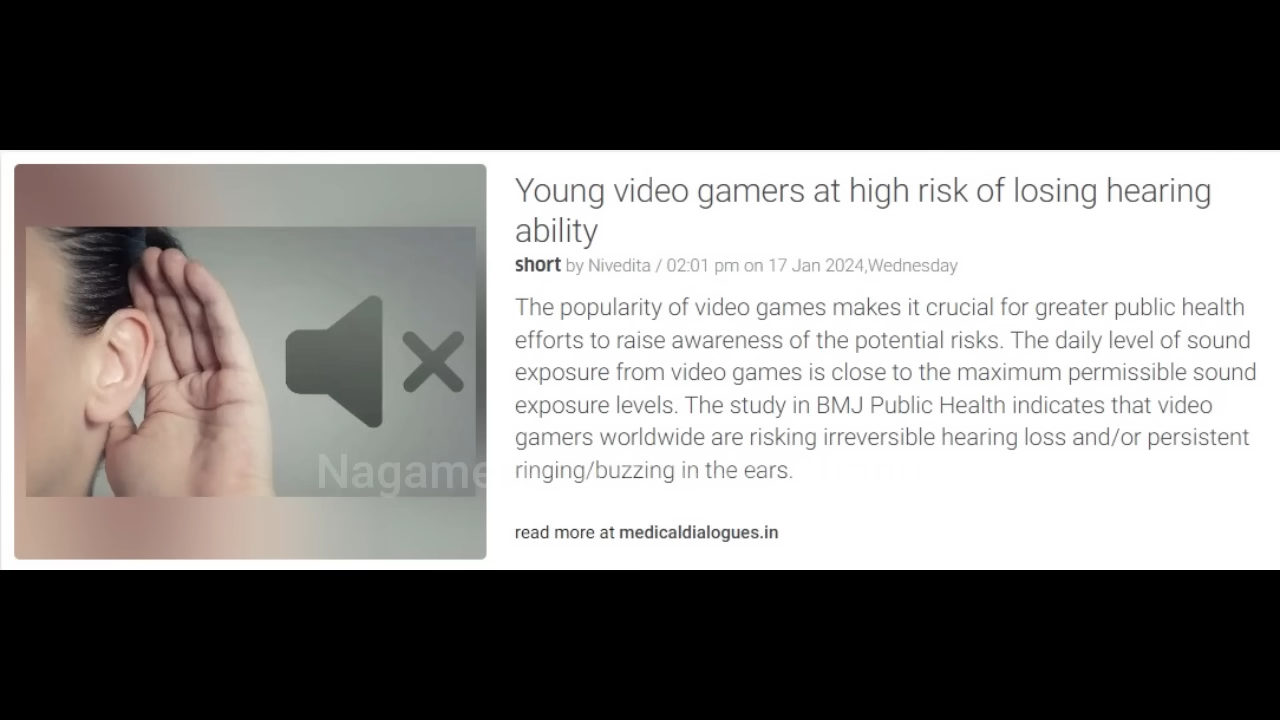 Young video gamers at high risk of losing hearing
ability
short by Nivedita / 02:01 pm on 17 Jan 2024,Wednesday
The popularity of video games makes it crucial for greater public health
efforts to raise awareness of the potential risks. The daily level of sound
exposure from video games is close to the maximum permissible sound
exposure levels. The study in BMJ Public Health indicates that video
gamers worldwide are risking irreversible hearing loss and/or persistent
ringing/buzzing in the ears.
read more at medicaldialogues.in